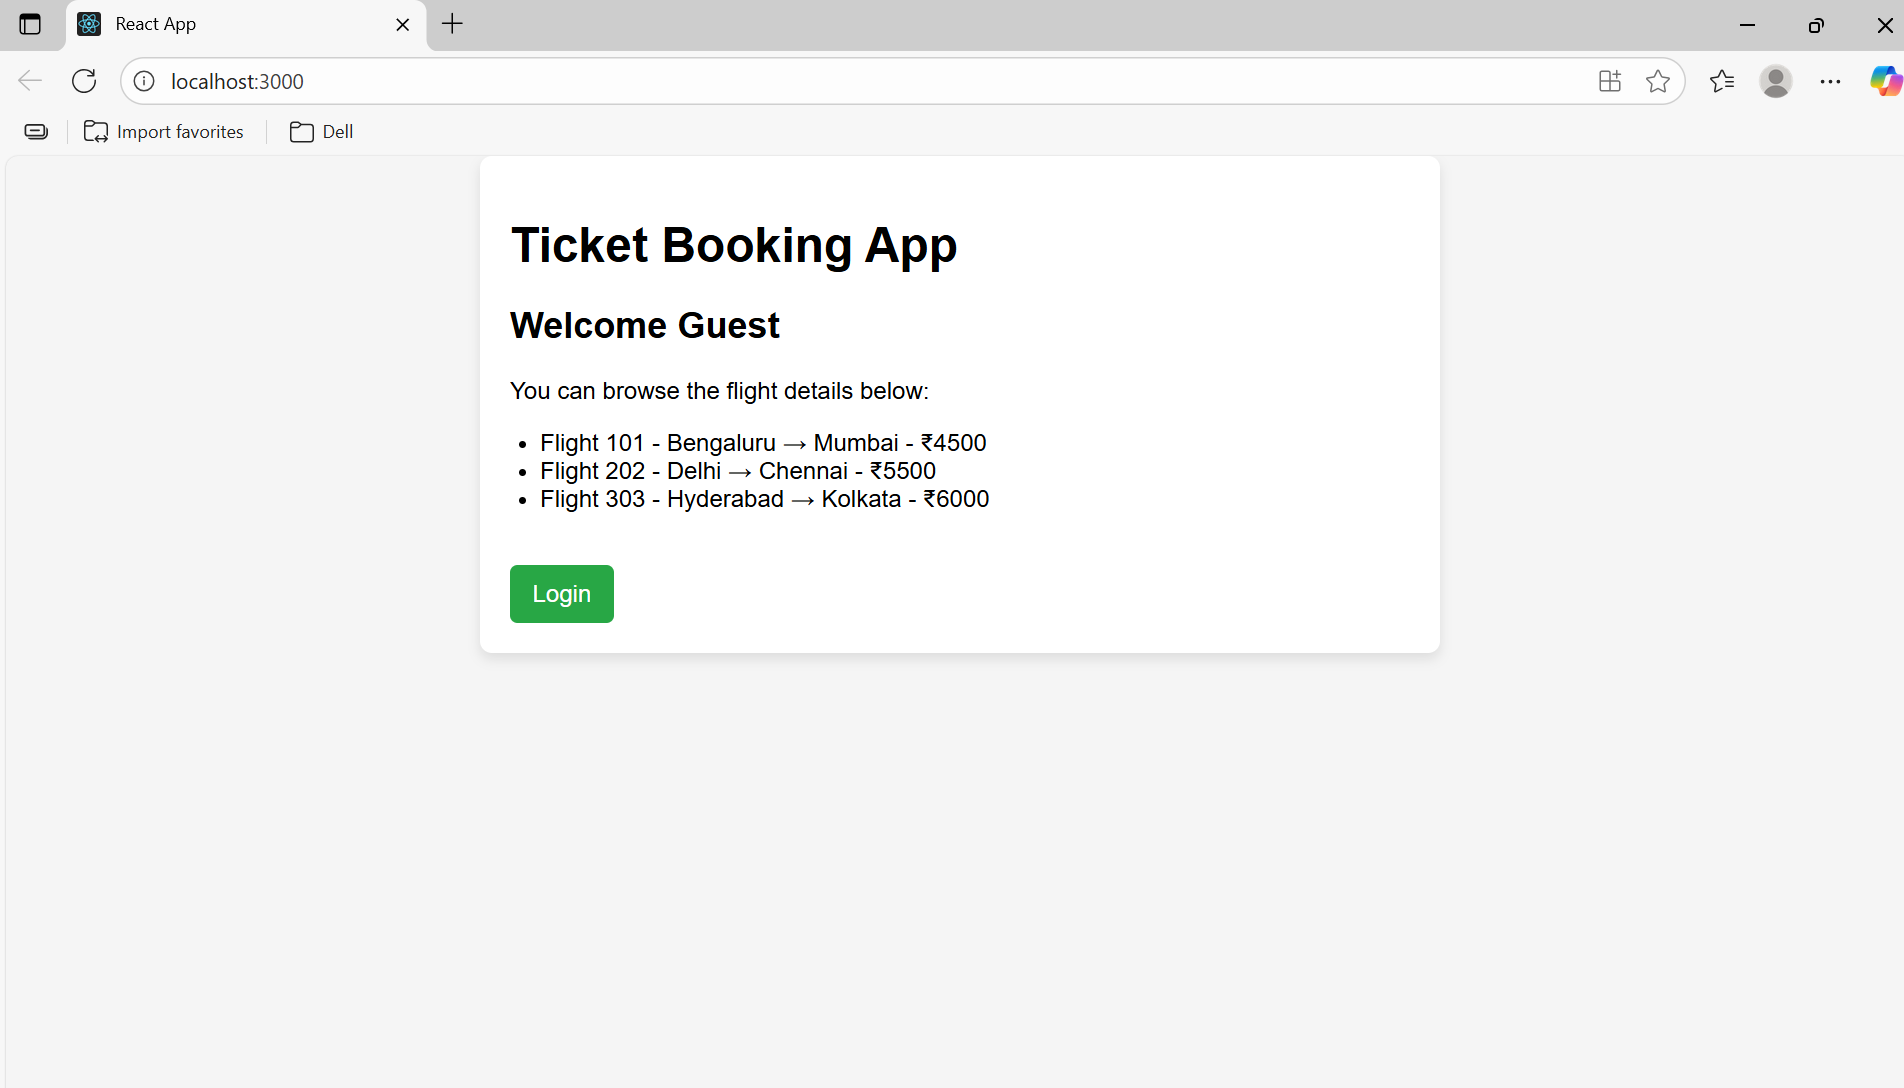 React App
localhost:3000
Import favorites
Dell
Ticket Booking App
Welcome Guest
You can browse the flight details below:
• Flight 101 - Bengaluru → Mumbai - ₹4500
• Flight 202 - Delhi → Chennai - ₹5500
• Flight 303 - Hyderabad → Kolkata - ₹6000
Login